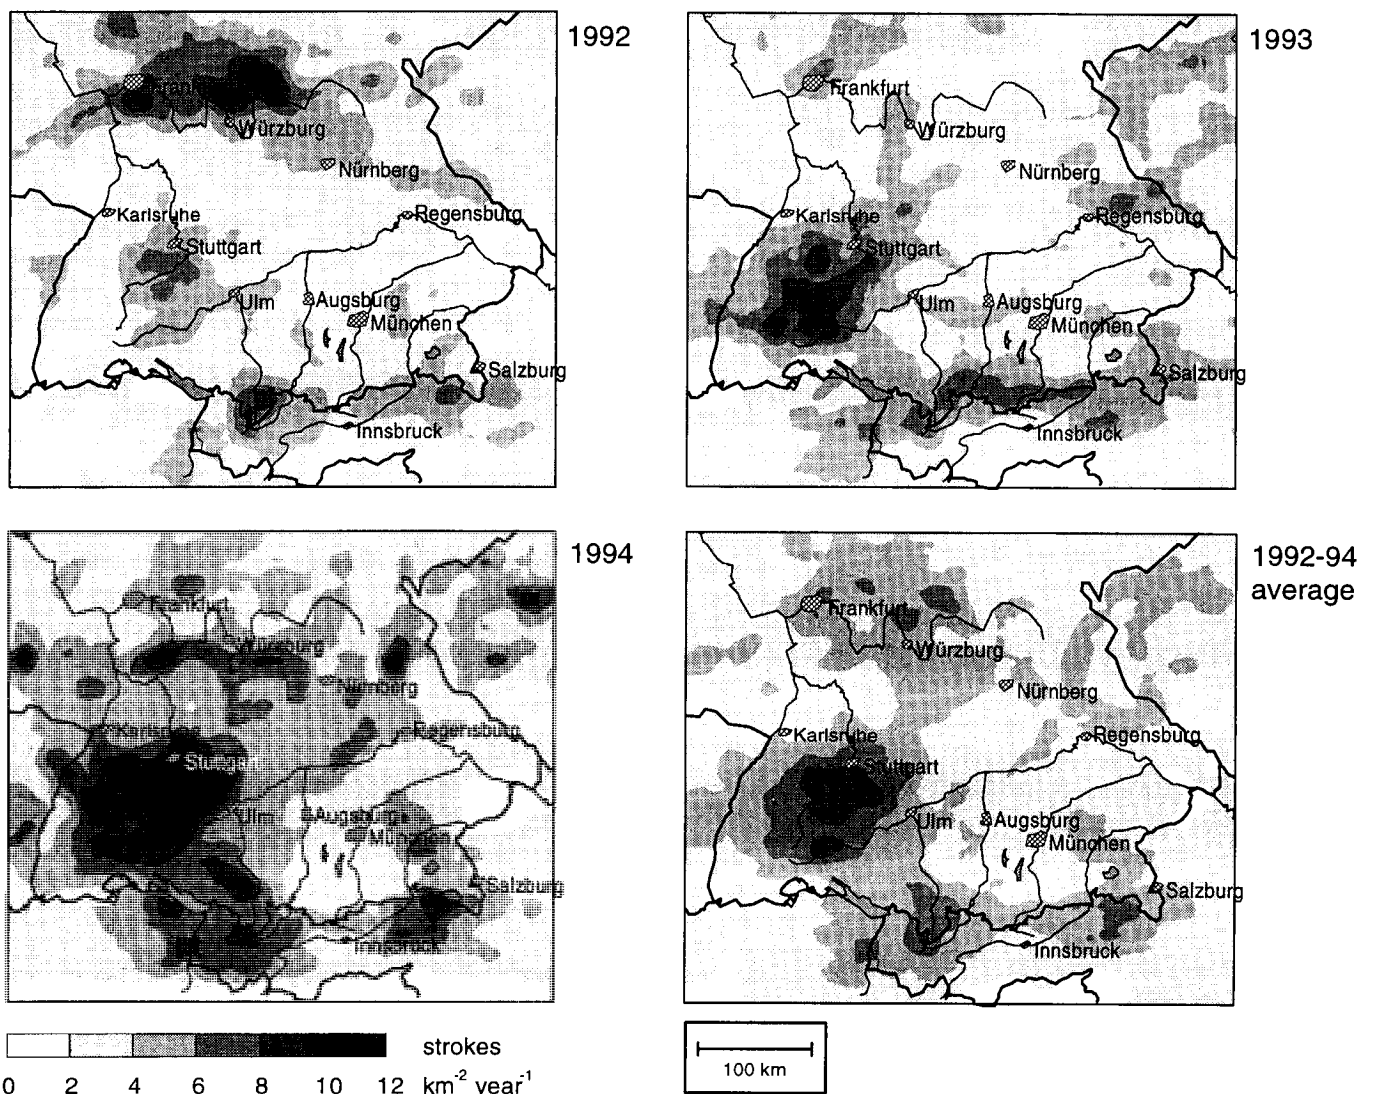 1992
Würzburg
Nürnberg
Karlsruhe
Regensburg
Stuttgart
Ulm
Augsburg
München
Salzburg
Innsbruck
1993
Frankfurt
Würzburg
Nürnberg
Karlsruhe
Regensburg
Stuttgart
Ulm
Augsburg
München
Salzburg
Innsbruck
1994
Frankfurt
Würzburg
Nürnberg
Karlsruhe
Regensburg
Ulm
Augsburg
München
Salzburg
Innsbruck
1992-94
average
Frankfurt
Würzburg
Nürnberg
Karlsruhe
Regensburg
Stuttgart
Ulm
Augsburg
München
Salzburg
Innsbruck
strokes
0 2 4 6 8 10 12 km⁻² year⁻¹
100 km